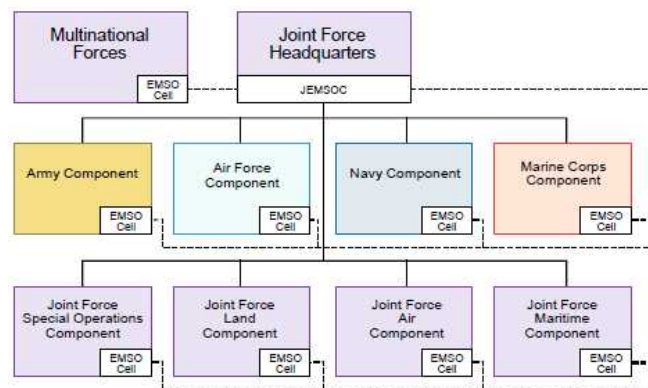 Multinational
Forces
EMSO
Cell
Joint Force
Headquarters
JEMSOC
Army Component
EMSO
Cell
Air Force
Component
EMSO
Cell
Navy Component
EMSO
Cell
Marine Corps
Component
EMSO
Cell
Joint Force
Special Operations
Component
EMSO
Cell
Joint Force
Land
Component
EMSO
Cell
Joint Force
Air
Component
EMSO
Cell
Joint Force
Maritime
Component
EMSO
Cell